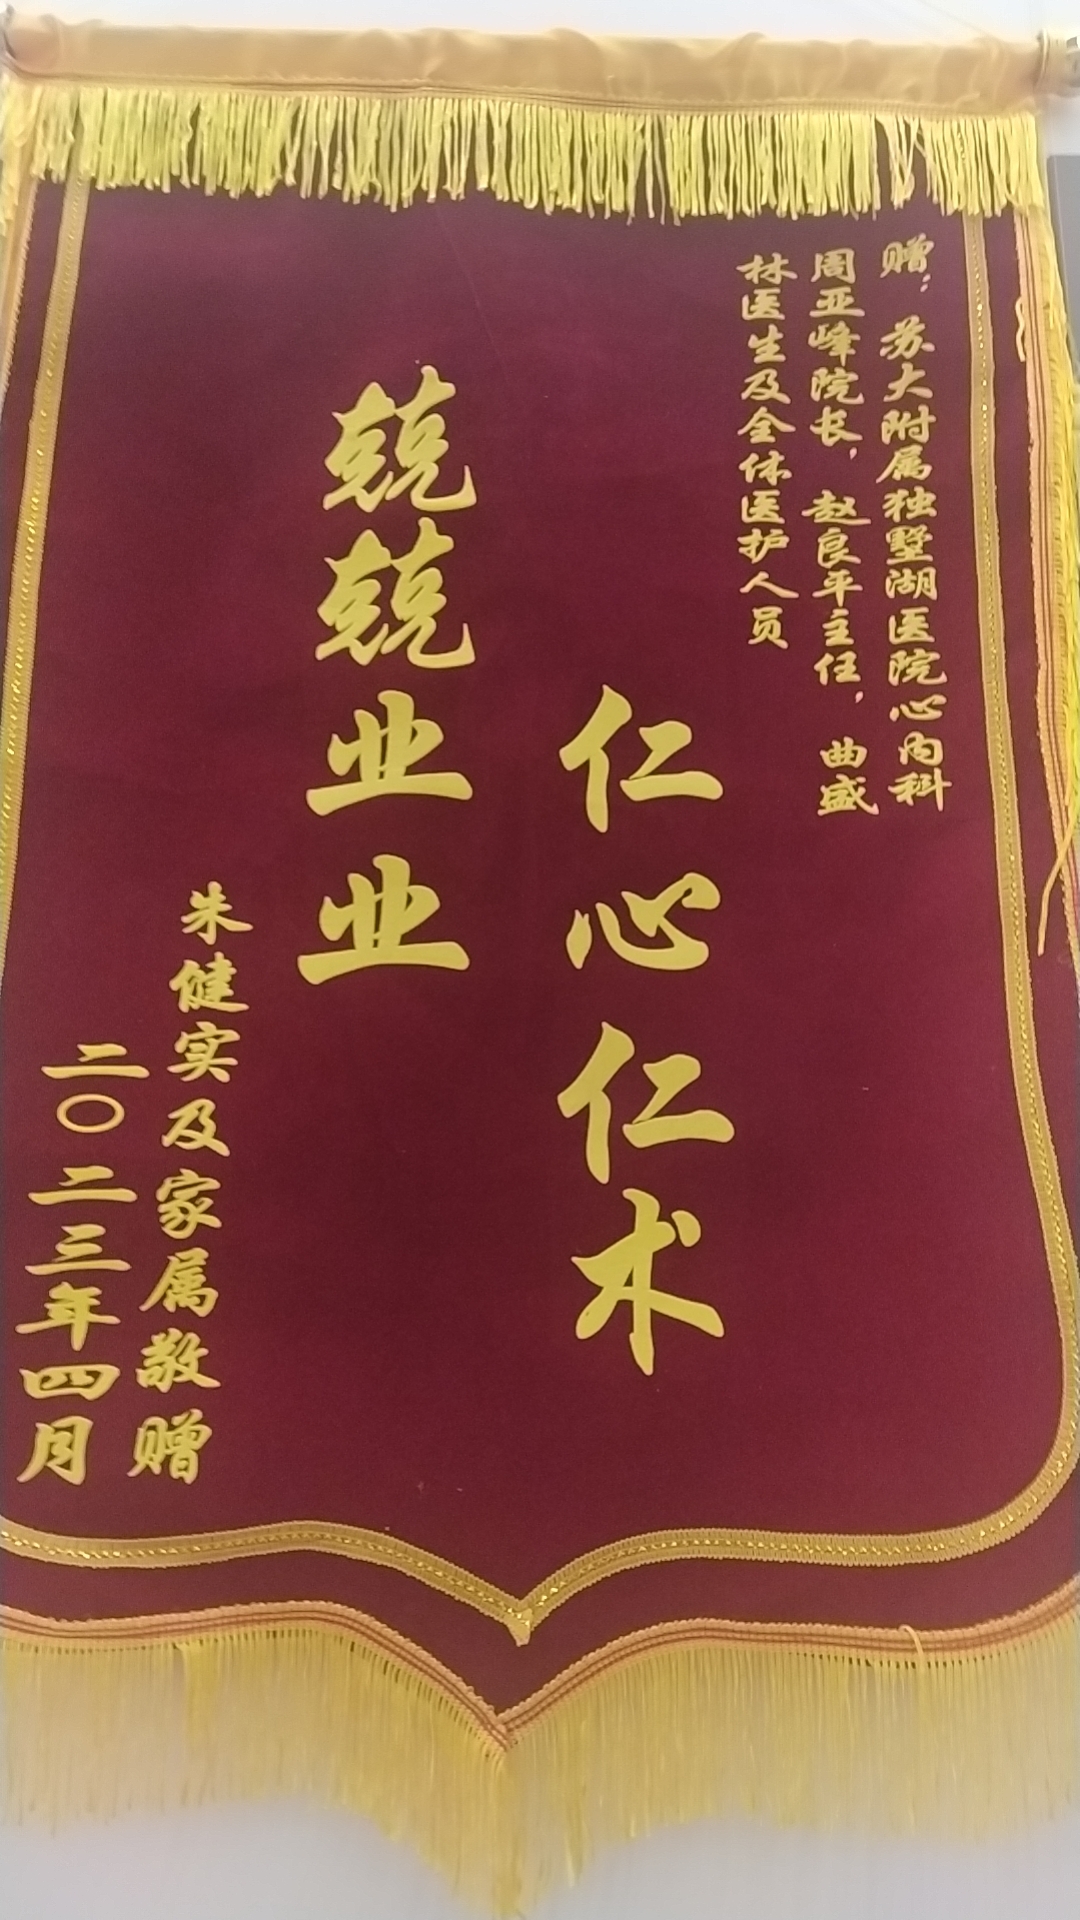 赠：苏大附属独墅湖医院心内科
周亚峰院长，赵良平主任，曲盛
林医生及全体医护人员
仁心仁术
兢兢业业
朱健实及家属敬赠
二〇二三年四月